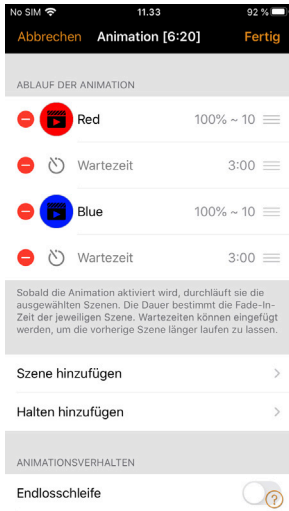 No SIM 11.33 92 %
Abbrechen Animation [6:20] Fertig
ABLAUF DER ANIMATION
Red 100% ~ 10
Wartezeit 3:00
Blue 100% ~ 10
Wartezeit 3:00
Sobald die Animation aktiviert wird, durchläuft sie die
ausgewählten Szenen. Die Dauer bestimmt die Fade-In-
Zeit der jeweiligen Szene. Wartezeiten können eingefügt
werden, um die vorherige Szene länger laufen zu lassen.
Szene hinzufügen
Halten hinzufügen
ANIMATIONSVERHALTEN
Endlosschleife ?